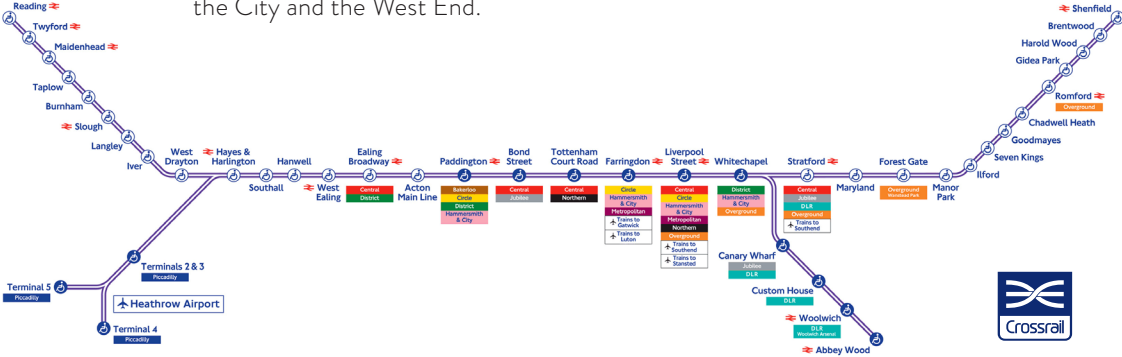 the City and the West End.
Reading
Twyford
Maidenhead
Taplow
Burnham
Slough
Langley
Iver
West
Drayton
Hayes &
Harlington
Southall
Hanwell
West
Ealing
Ealing
Broadway
Central
District
Acton
Main Line
Paddington
Bakerloo
Circle
District
Hammersmith
& City
Bond
Street
Central
Jubilee
Tottenham
Court Road
Central
Northern
Farringdon
Circle
Hammersmith
& City
Metropolitan
Trains to
Gatwick
Trains to
Luton
Liverpool
Street
Central
Circle
Hammersmith
& City
Metropolitan
Northern
Overground
Trains to
Southend
Trains to
Stansted
Whitechapel
District
Hammersmith
& City
Overground
Stratford
Central
Jubilee
DLR
Overground
Trains to
Southend
Maryland
Forest Gate
Overground
Wanstead Park
Manor
Park
Ilford
Seven Kings
Goodmayes
Chadwell Heath
Romford
Overground
Gidea Park
Harold Wood
Brentwood
Shenfield
Terminals 2 & 3
Piccadilly
Terminal 5
Piccadilly
Heathrow Airport
Terminal 4
Piccadilly
Canary Wharf
Jubilee
DLR
Custom House
DLR
Woolwich
DLR
Woolwich Arsenal
Abbey Wood
Crossrail